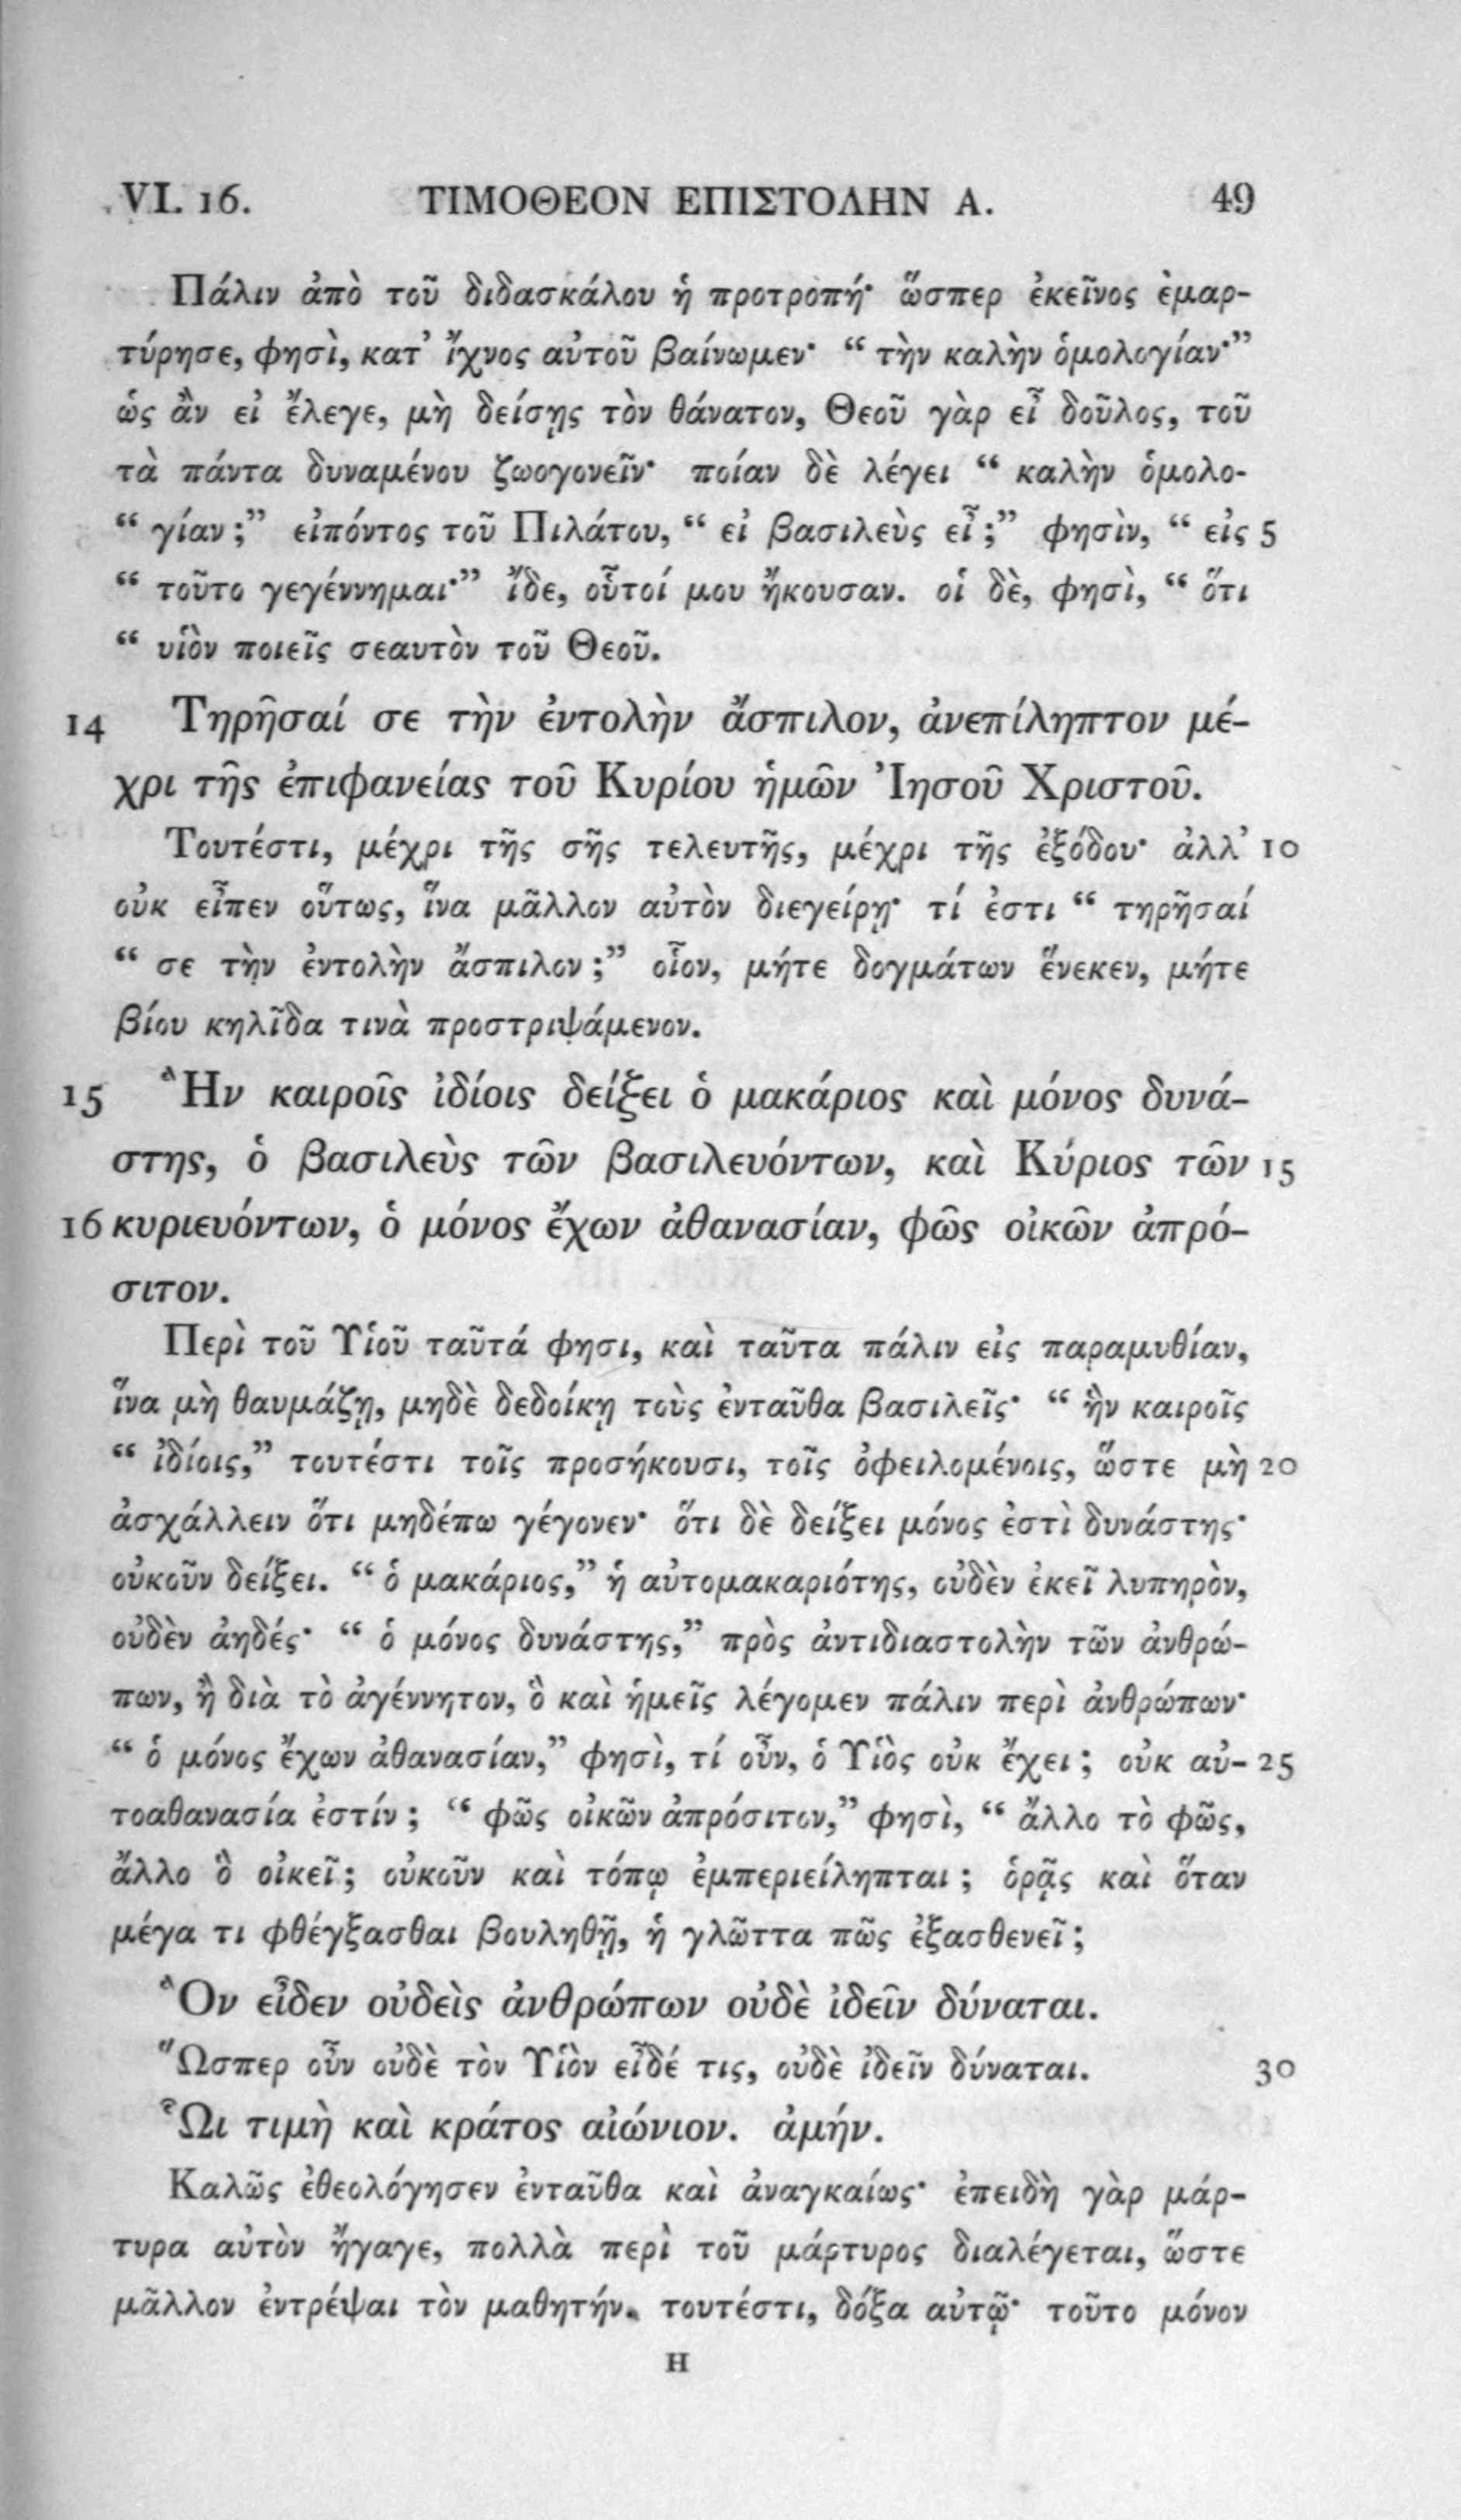 VI. 16. ΤΙΜΟΘΕΟΝ ΕΠΙΣΤΟΛΗΝ Α. 49
Πάλιν ἀπὸ τοῦ διδασκάλου ἡ προτροπή· ὥσπερ ἐκεῖνος ἐμαρ-
τύρησε, φησὶ, κατ’ ἴχνος αὐτοῦ βαίνωμεν· “ τὴν καλὴν ὁμολογίαν·”
ὡς ἂν εἰ ἔλεγε, μὴ δείσῃς τὸν θάνατον, Θεοῦ γὰρ εἶ δοῦλος, τοῦ
τὰ πάντα δυναμένου ζωογονεῖν· ποίαν δὲ λέγει “ καλὴν ὁμολο-
“ γίαν ;” εἰπόντος τοῦ Πιλάτου, “ εἰ βασιλεὺς εἶ ;” φησὶν, “ εἰς 5
“ τοῦτο γεγέννημαι·” ἴδε, οὗτοί μου ἤκουσαν. οἱ δὲ, φησὶ, “ ὅτι
“ υἱὸν ποιεῖς σεαυτὸν τοῦ Θεοῦ.
14 Τηρῆσαί σε τὴν ἐντολὴν ἄσπιλον, ἀνεπίληπτον μέ-
χρι τῆς ἐπιφανείας τοῦ Κυρίου ἡμῶν Ἰησοῦ Χριστοῦ.
Τουτέστι, μέχρι τῆς σῆς τελευτῆς, μέχρι τῆς ἐξόδου· ἀλλ’ 10
οὐκ εἶπεν οὕτως, ἵνα μᾶλλον αὐτὸν διεγείρῃ· τί ἐστι “ τηρῆσαί
“ σε τὴν ἐντολὴν ἄσπιλον ;” οἷον, μήτε δογμάτων ἕνεκεν, μήτε
βίου κηλῖδα τινὰ προστριψάμενον.
15 Ἣν καιροῖς ἰδίοις δείξει ὁ μακάριος καὶ μόνος δυνά-
στης, ὁ βασιλεὺς τῶν βασιλευόντων, καὶ Κύριος τῶν 15
16 κυριευόντων, ὁ μόνος ἔχων ἀθανασίαν, φῶς οἰκῶν ἀπρό-
σιτον.
Περὶ τοῦ Υἱοῦ ταῦτά φησι, καὶ ταῦτα πάλιν εἰς παραμυθίαν,
ἵνα μὴ θαυμάζῃ, μηδὲ δεδοίκῃ τοὺς ἐνταῦθα βασιλεῖς· “ ἣν καιροῖς
“ ἰδίοις,” τουτέστι τοῖς προσήκουσι, τοῖς ὀφειλομένοις, ὥστε μὴ 20
ἀσχάλλειν ὅτι μηδέπω γέγονεν· ὅτι δὲ δείξει μόνος ἐστὶ δυνάστης·
οὐκοῦν δείξει. “ ὁ μακάριος,” ἡ αὐτομακαριότης, οὐδὲν ἐκεῖ λυπηρὸν,
οὐδὲν ἀηδές· “ ὁ μόνος δυνάστης,” πρὸς ἀντιδιαστολὴν τῶν ἀνθρώ-
πων, ἢ διὰ τὸ ἀγέννητον, ὃ καὶ ἡμεῖς λέγομεν πάλιν περὶ ἀνθρώπων·
“ ὁ μόνος ἔχων ἀθανασίαν,” φησὶ, τί οὖν, ὁ Υἱὸς οὐκ ἔχει ; οὐκ αὐ- 25
τοαθανασία ἐστίν ; “ φῶς οἰκῶν ἀπρόσιτον,” φησὶ, “ ἄλλο τὸ φῶς,
ἄλλο ὃ οἰκεῖ ; οὐκοῦν καὶ τόπῳ ἐμπεριείληπται ; ὁρᾷς καὶ ὅταν
μέγα τι φθέγξασθαι βουληθῇ, ἡ γλῶττα πῶς ἐξασθενεῖ ;
Ὃν εἶδεν οὐδεὶς ἀνθρώπων οὐδὲ ἰδεῖν δύναται.
Ὥσπερ οὖν οὐδὲ τὸν Υἱὸν εἶδέ τις, οὐδὲ ἰδεῖν δύναται. 30
Ὧι τιμὴ καὶ κράτος αἰώνιον. ἀμήν.
Καλῶς ἐθεολόγησεν ἐνταῦθα καὶ ἀναγκαίως· ἐπειδὴ γὰρ μάρ-
τυρα αὐτὸν ἤγαγε, πολλὰ περὶ τοῦ μάρτυρος διαλέγεται, ὥστε
μᾶλλον ἐντρέψαι τὸν μαθητήν. τουτέστι, δόξα αὐτῷ· τοῦτο μόνον
H